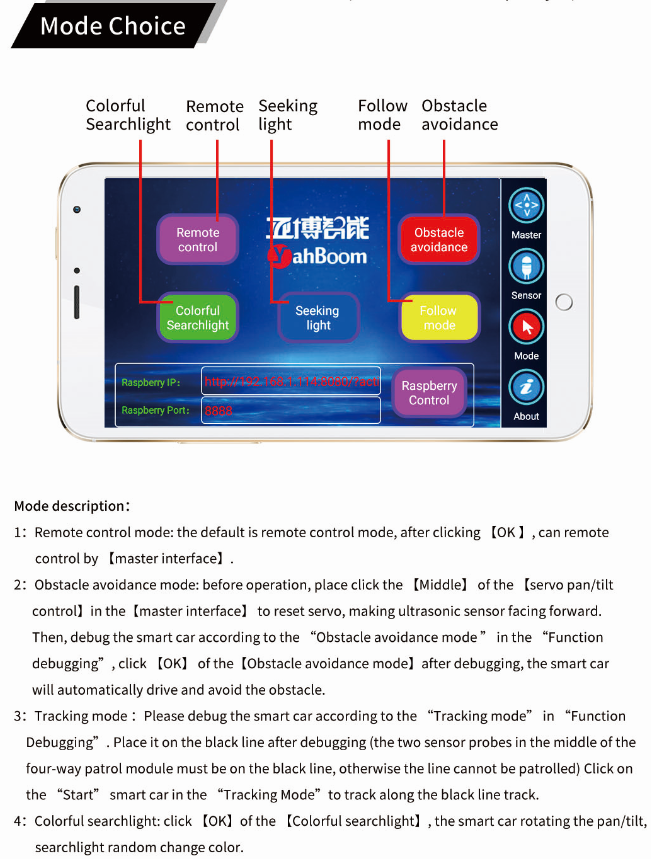 Mode Choice
Colorful
Searchlight
Remote
control
Seeking
light
Follow
mode
Obstacle
avoidance
Remote
control
亚博智能
YahBoom
Obstacle
avoidance
Master
Colorful
Searchlight
Seeking
light
Follow
mode
Sensor
Mode
Raspberry IP:
Raspberry
Control
Raspberry Port: 8888
About
Mode description:
1: Remote control mode: the default is remote control mode, after clicking 【OK 】, can remote
control by 【master interface】.
2: Obstacle avoidance mode: before operation, place click the 【Middle】 of the 【servo pan/tilt
control】in the【master interface】 to reset servo, making ultrasonic sensor facing forward.
Then, debug the smart car according to the “Obstacle avoidance mode ” in the “Function
debugging”, click 【OK】 of the【Obstacle avoidance mode】after debugging, the smart car
will automatically drive and avoid the obstacle.
3: Tracking mode : Please debug the smart car according to the “Tracking mode” in “Function
Debugging”. Place it on the black line after debugging (the two sensor probes in the middle of the
four-way patrol module must be on the black line, otherwise the line cannot be patrolled) Click on
the “Start” smart car in the “Tracking Mode”to track along the black line track.
4: Colorful searchlight: click 【OK】of the 【Colorful searchlight】, the smart car rotating the pan/tilt,
searchlight random change color.